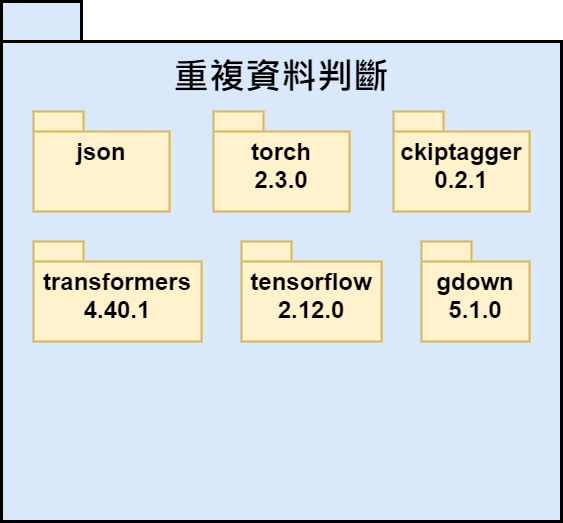 重複資料判斷
json
torch
2.3.0
ckiptagger
0.2.1
transformers
4.40.1
tensorflow
2.12.0
gdown
5.1.0